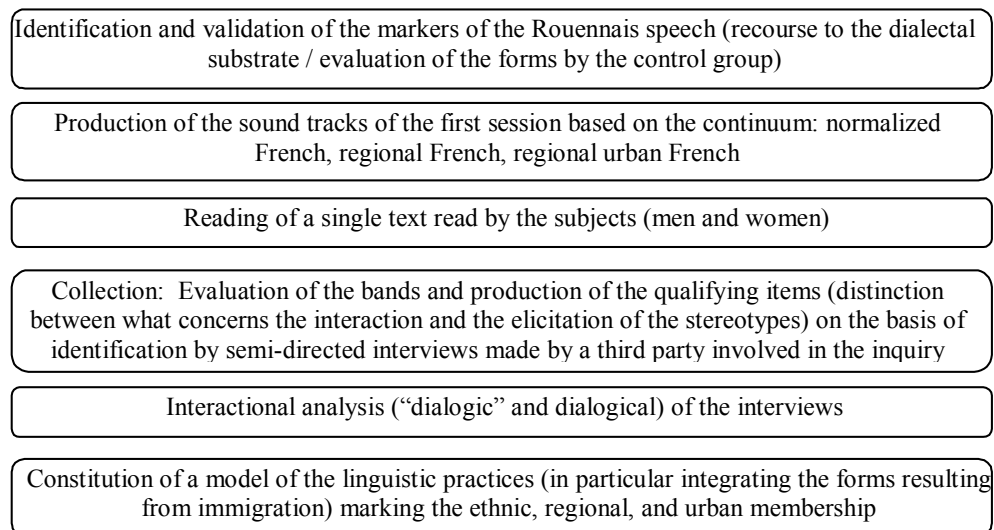 Identification and validation of the markers of the Rouennais speech (recourse to the dialectal
substrate / evaluation of the forms by the control group)
Production of the sound tracks of the first session based on the continuum: normalized
French, regional French, regional urban French
Reading of a single text read by the subjects (men and women)
Collection:  Evaluation of the bands and production of the qualifying items (distinction
between what concerns the interaction and the elicitation of the stereotypes) on the basis of
identification by semi-directed interviews made by a third party involved in the inquiry
Interactional analysis (“dialogic” and dialogical) of the interviews
Constitution of a model of the linguistic practices (in particular integrating the forms resulting
from immigration) marking the ethnic, regional, and urban membership